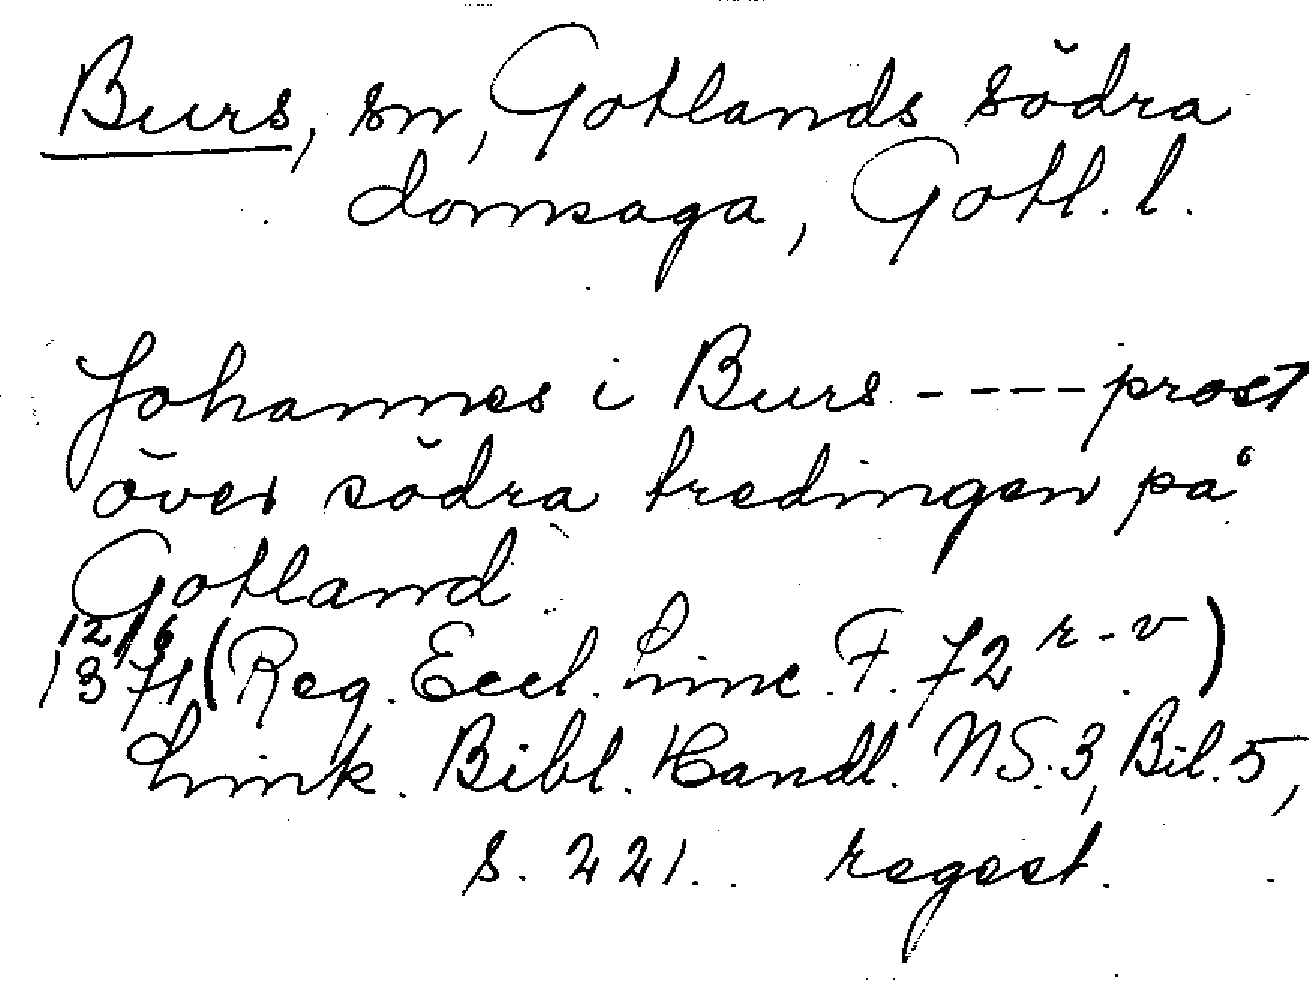 Burs, sn, Gotlands södra
domsaga, Gotl. l.
Johannes i Burs ---- prost
över södra tredingen på
Gotland
12/6
1371 (Reg. Eccl. Linc. F. 72 r-v)
Link. Bibl. Handl. NS. 3, Bil. 5,
s. 221. regest.